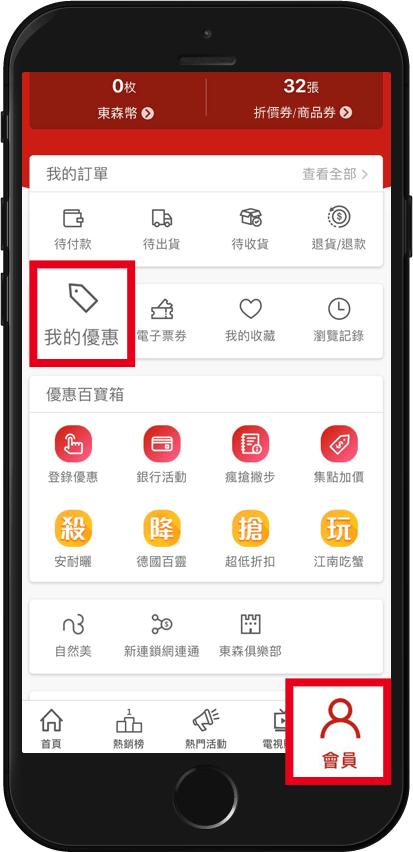 0枚
東森幣
32張
折價券/商品券
我的訂單
查看全部
待付款
待出貨
待收貨
退貨/退款
我的優惠
電子票券
我的收藏
瀏覽記錄
優惠百寶箱
登錄優惠
銀行活動
瘋搶撇步
集點加價
殺
降
搶
玩
安耐曬
德國百靈
超低折扣
江南吃蟹
自然美
新連鎖網連通
東森俱樂部
首頁
1
熱銷榜
熱門活動
電視
會員